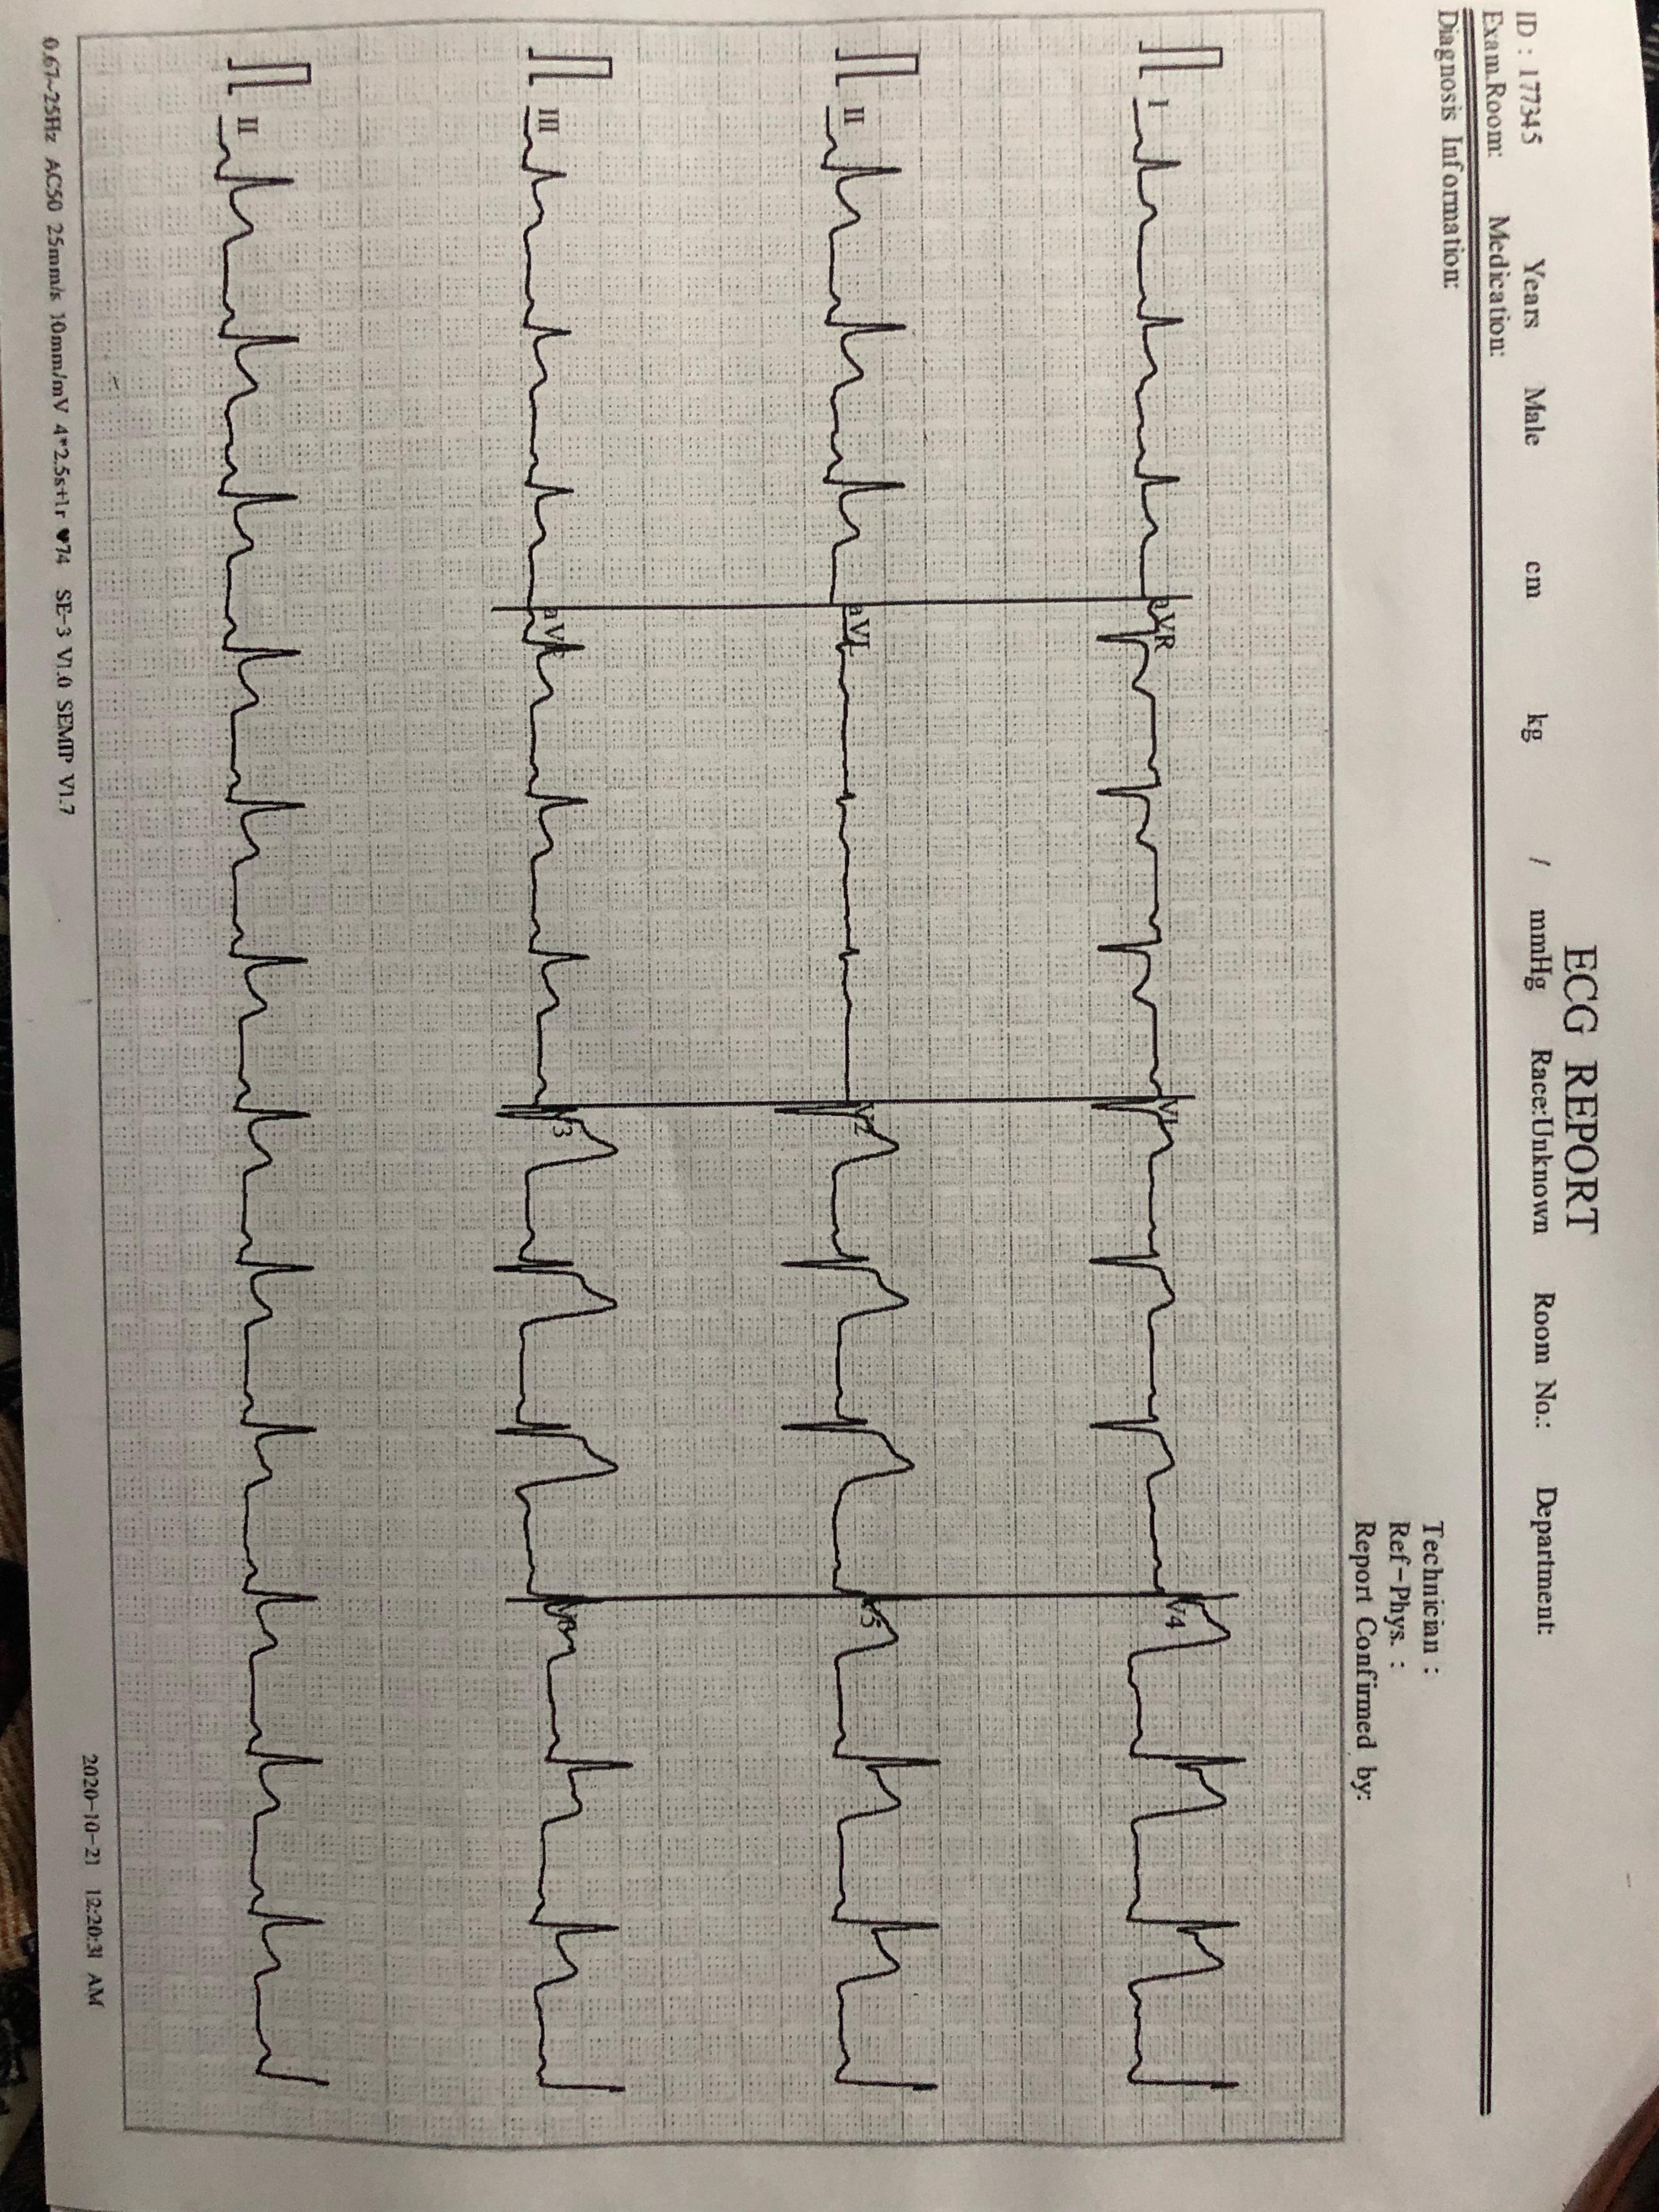 ECG REPORT
ID : 177345 Years Male cm kg / mmHg Race:Unknown Room No.: Department:
Exam.Room: Medication:
Diagnosis Information:
Technician :
Ref-Phys. :
Report Confirmed by:
I aVR V1 V4
II aVL V2 V5
III aVF V3 V6
II
2020-10-21 12:20:31 AM
0.67~25Hz AC50 25mm/s 10mm/mV 4*2.5s+1r ♥74 SE-3 V1.0 SEMIP V1.7